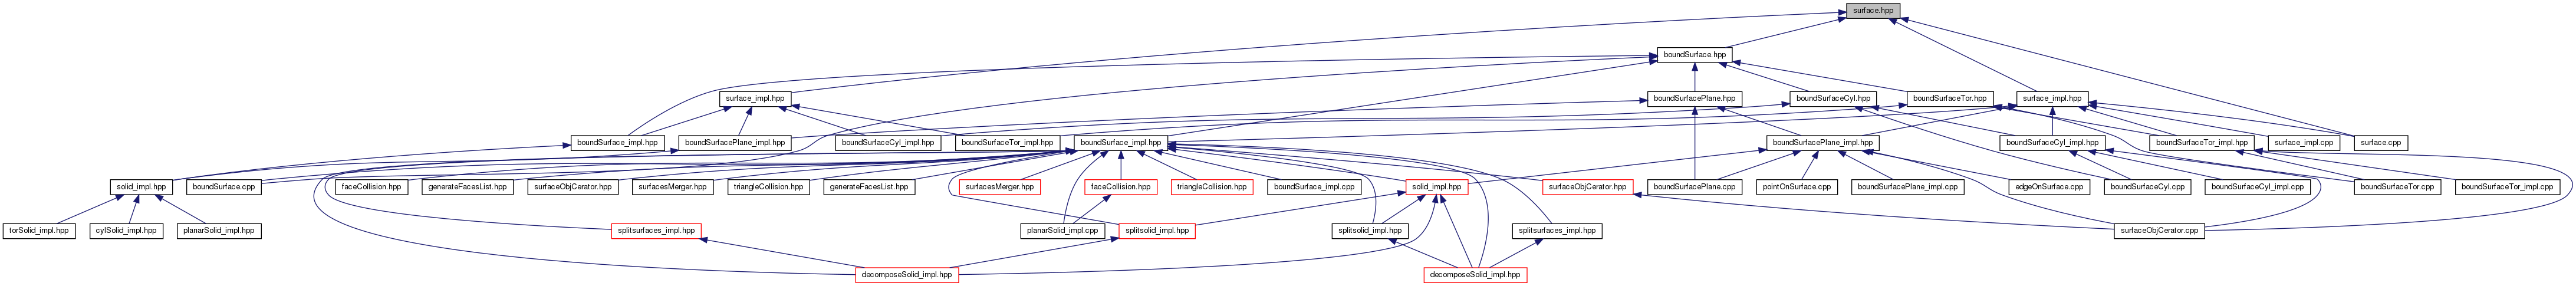 surface.hpp
boundSurface.hpp
surface_impl.hpp
boundSurfacePlane.hpp
boundSurfaceCyl.hpp
boundSurfaceTor.hpp
surface_impl.hpp
boundSurface_impl.hpp
boundSurfacePlane_impl.hpp
boundSurfaceCyl_impl.hpp
boundSurfaceTor_impl.hpp
boundSurface_impl.hpp
boundSurfacePlane_impl.hpp
boundSurfaceCyl_impl.hpp
boundSurfaceTor_impl.hpp
surface_impl.cpp
surface.cpp
solid_impl.hpp
boundSurface.cpp
faceCollision.hpp
generateFacesList.hpp
surfaceObjCerator.hpp
surfacesMerger.hpp
triangleCollision.hpp
generateFacesList.hpp
surfacesMerger.hpp
faceCollision.hpp
triangleCollision.hpp
boundSurface_impl.cpp
solid_impl.hpp
surfaceObjCerator.hpp
boundSurfacePlane.cpp
pointOnSurface.cpp
boundSurfacePlane_impl.cpp
edgeOnSurface.cpp
boundSurfaceCyl.cpp
boundSurfaceCyl_impl.cpp
boundSurfaceTor.cpp
boundSurfaceTor_impl.cpp
torSolid_impl.hpp
cylSolid_impl.hpp
planarSolid_impl.hpp
splitsurfaces_impl.hpp
planarSolid_impl.cpp
splitsolid_impl.hpp
splitsolid_impl.hpp
splitsurfaces_impl.hpp
surfaceObjCerator.cpp
decomposeSolid_impl.hpp
decomposeSolid_impl.hpp